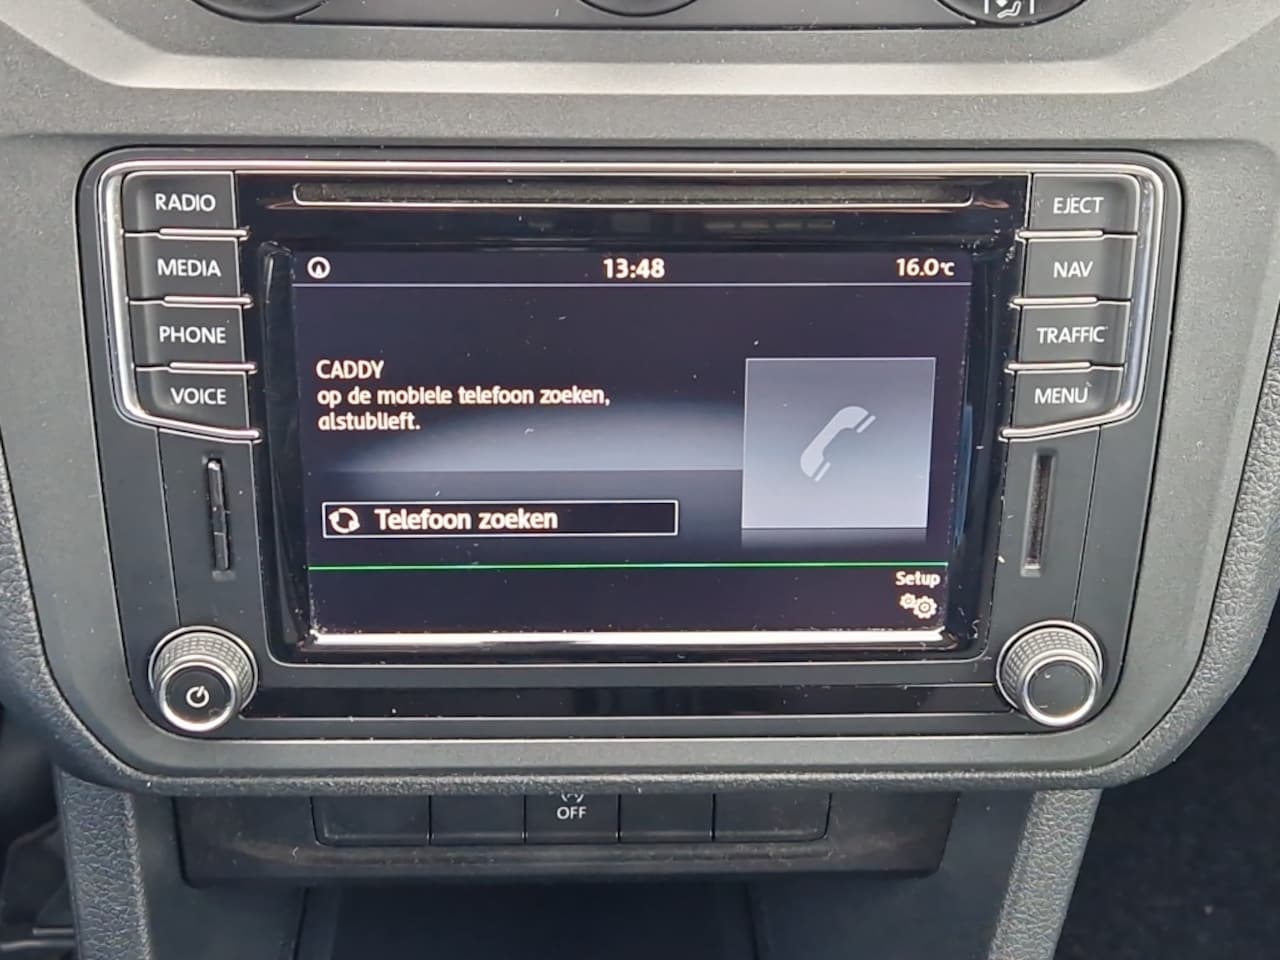 RADIO
EJECT
MEDIA
13:48
16.0°C
NAV
PHONE
TRAFFIC
CADDY
op de mobiele telefoon zoeken,
alstublieft.
VOICE
MENU
Telefoon zoeken
Setup
OFF